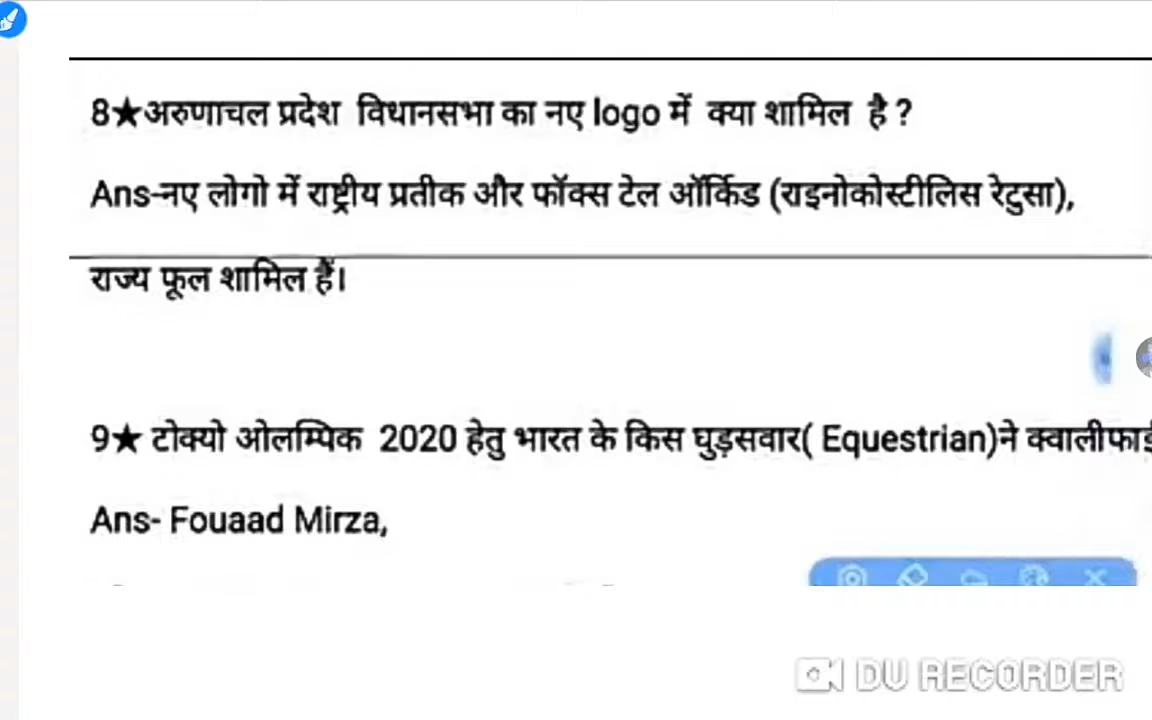 8★अरुणाचल प्रदेश विधानसभा का नए logo में क्या शामिल है ?
Ans-नए लोगो में राष्ट्रीय प्रतीक और फॉक्स टेल ऑर्किड (राइनोकोस्टीलिस रेटुसा),
राज्य फूल शामिल हैं।
9★ टोक्यो ओलम्पिक 2020 हेतु भारत के किस घुड़सवार( Equestrian)ने
Ans- Fouaad Mirza,
DU RECORDER